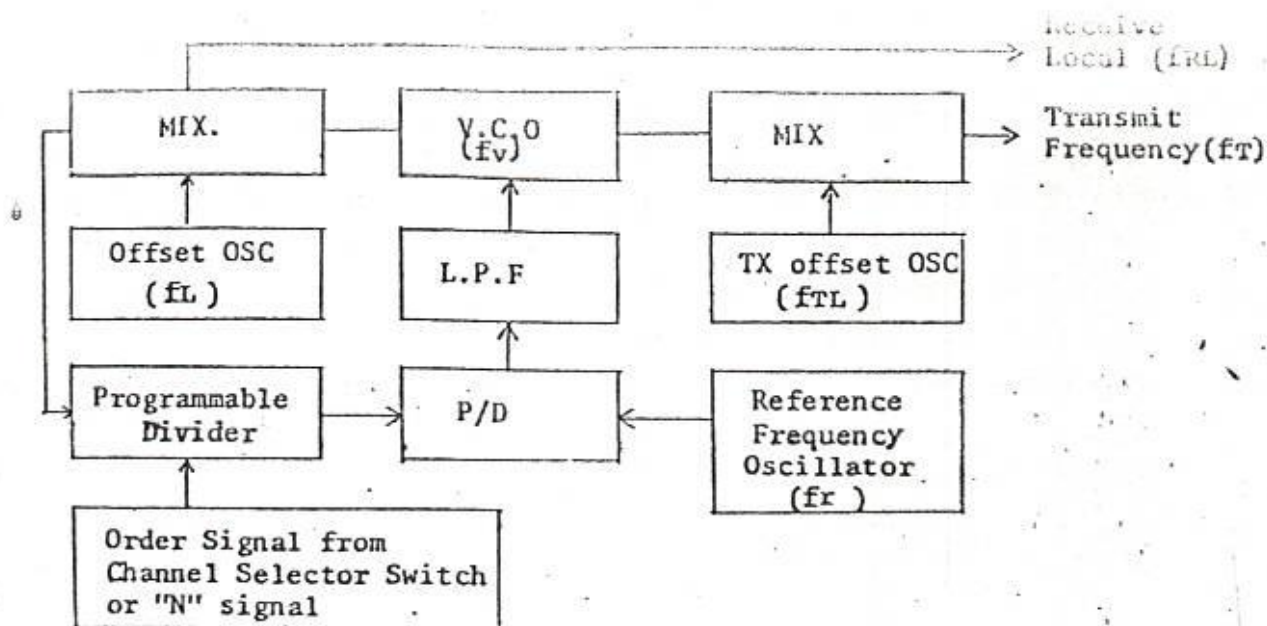 Receive
Local (fRL)
MIX.
V.C.O
(fv)
MIX
Transmit
Frequency(fT)
Offset OSC
(fL)
L.P.F
TX offset OSC
(fTL)
Programmable
Divider
P/D
Reference
Frequency
Oscillator
(fr )
Order Signal from
Channel Selector Switch
or "N" signal